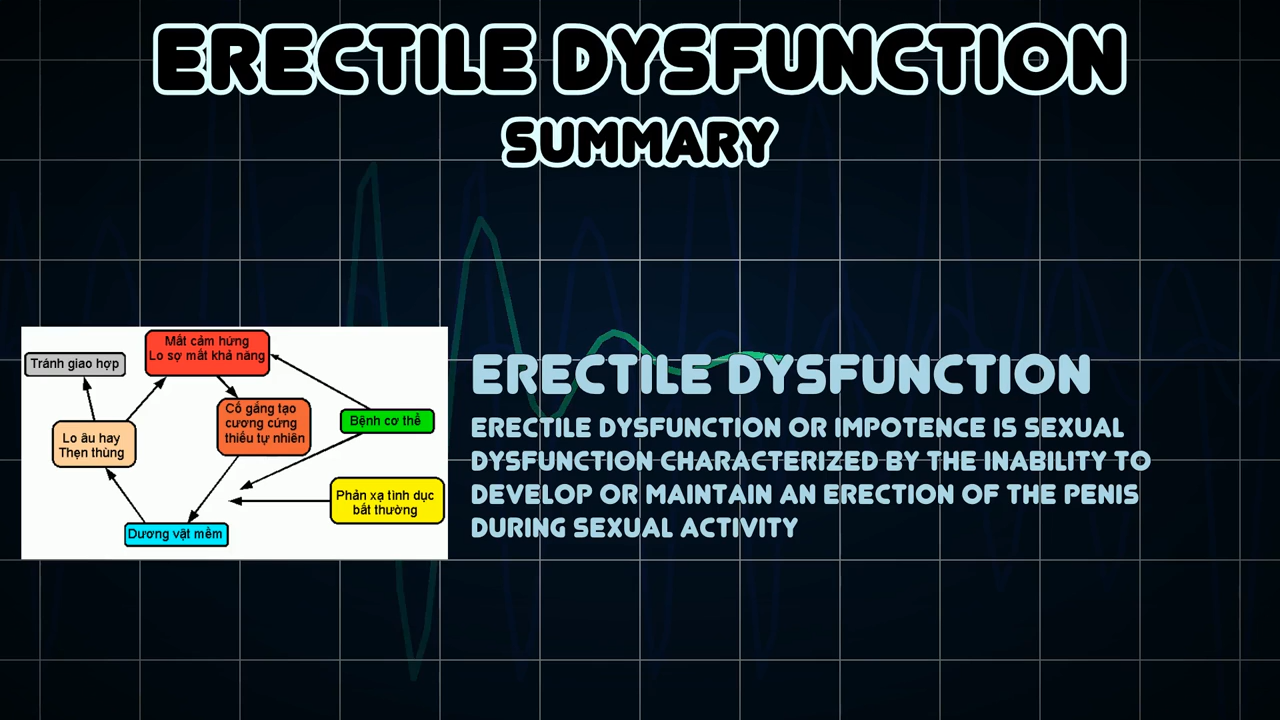 ERECTILE DYSFUNCTION
SUMMARY
Mất cảm hứng
Lo sợ mất khả năng
Tránh giao hợp
Cố gắng tạo
cương cứng
thiếu tự nhiên
Bệnh cơ thể
Lo âu hay
Thẹn thùng
Phản xạ tình dục
bất thường
Dương vật mềm
ERECTILE DYSFUNCTION
ERECTILE DYSFUNCTION OR IMPOTENCE IS SEXUAL
DYSFUNCTION CHARACTERIZED BY THE INABILITY TO
DEVELOP OR MAINTAIN AN ERECTION OF THE PENIS
DURING SEXUAL ACTIVITY